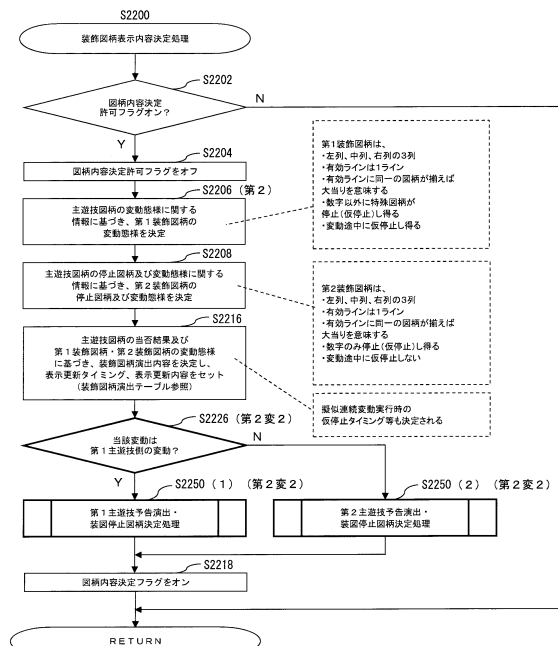 S2200
装飾図柄表示内容決定処理
S2202
図柄内容決定
許可フラグオン？
N
Y
S2204
図柄内容決定許可フラグをオフ
S2206（第２）
主遊技図柄の変動態様に関する
情報に基づき、第１装飾図柄の
変動態様を決定
第１装飾図柄は、
・左列、中列、右列の３列
・有効ラインは１ライン
・有効ラインに同一の図柄が揃えば
大当りを意味する
・数字以外に特殊図柄が
停止（仮停止）し得る
・変動途中に仮停止し得る
S2208
主遊技図柄の停止図柄及び変動態様に関する
情報に基づき、第２装飾図柄の
停止図柄及び変動態様を決定
第２装飾図柄は、
・左列、中列、右列の３列
・有効ラインは１ライン
・有効ラインに同一の図柄が揃えば
大当りを意味する
・数字のみ停止（仮停止）し得る
・変動途中に仮停止しない
S2216
主遊技図柄の当否結果及び
第１装飾図柄・第２装飾図柄の変動態様
に基づき、装飾図柄演出内容を決定し、
表示更新タイミング、表示更新内容をセット
（装飾図柄演出テーブル参照）
擬似連続変動実行時の
仮停止タイミング等も決定される
S2226（第２変２）
当該変動は
第１主遊技側の変動？
N
Y
S2250（１）（第２変２）
第１主遊技予告演出・
装図停止図柄決定処理
S2250（２）（第２変２）
第２主遊技予告演出・
装図停止図柄決定処理
S2218
図柄内容決定フラグをオン
RETURN